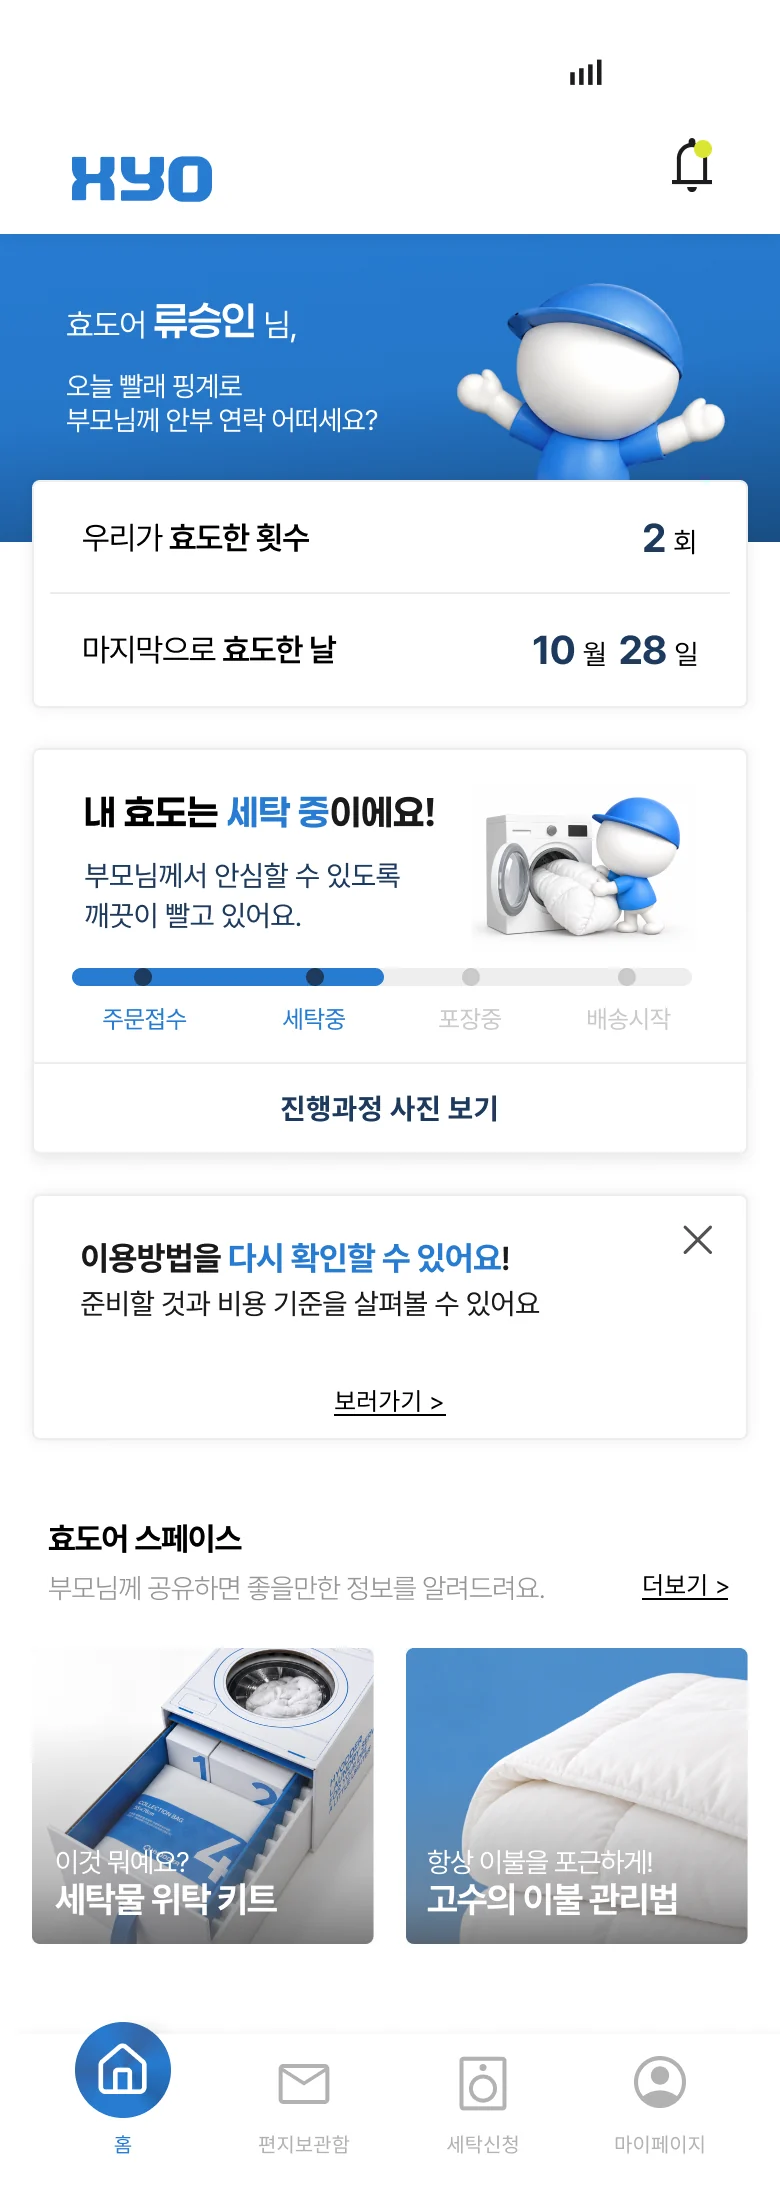 HYO
효도어 류승인 님,
오늘 빨래 핑계로
부모님께 안부 연락 어떠세요?
우리가 효도한 횟수
2 회
마지막으로 효도한 날
10 월 28 일
내 효도는 세탁 중이에요!
부모님께서 안심할 수 있도록
깨끗이 빨고 있어요.
주문접수
세탁중
포장중
배송시작
진행과정 사진 보기
이용방법을 다시 확인할 수 있어요!
준비할 것과 비용 기준을 살펴볼 수 있어요
보러가기 >
효도어 스페이스
부모님께 공유하면 좋을만한 정보를 알려드려요.
더보기 >
1
2
COLLECTION BAG
4
이것 뭐예요?
세탁물 위탁 키트
항상 이불을 포근하게!
고수의 이불 관리법
홈
편지보관함
세탁신청
마이페이지